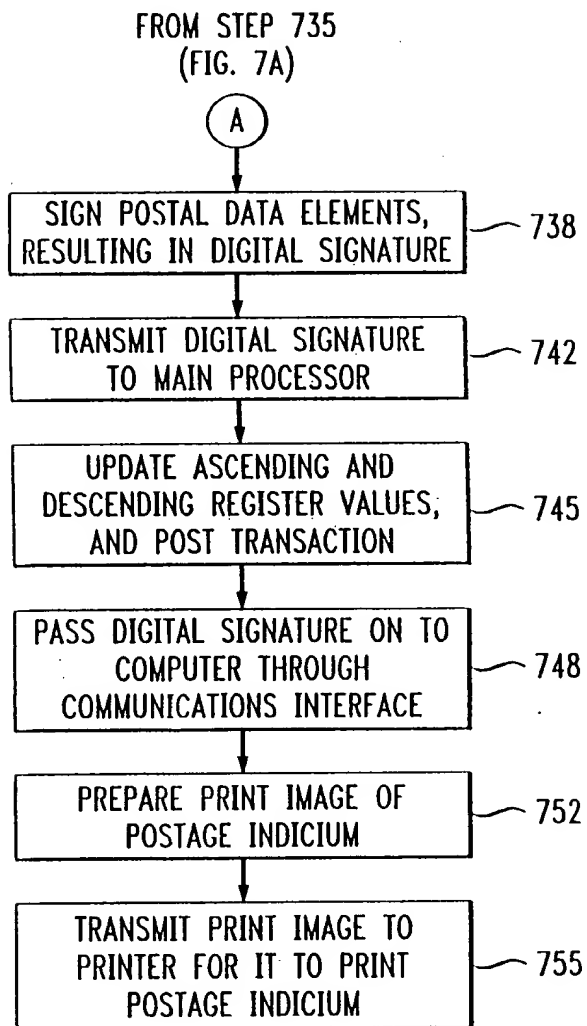 FROM STEP 735
(FIG. 7A)
A
SIGN POSTAL DATA ELEMENTS,
RESULTING IN DIGITAL SIGNATURE
738
TRANSMIT DIGITAL SIGNATURE
TO MAIN PROCESSOR
742
UPDATE ASCENDING AND
DESCENDING REGISTER VALUES,
AND POST TRANSACTION
745
PASS DIGITAL SIGNATURE ON TO
COMPUTER THROUGH
COMMUNICATIONS INTERFACE
748
PREPARE PRINT IMAGE OF
POSTAGE INDICIUM
752
TRANSMIT PRINT IMAGE TO
PRINTER FOR IT TO PRINT
POSTAGE INDICIUM
755